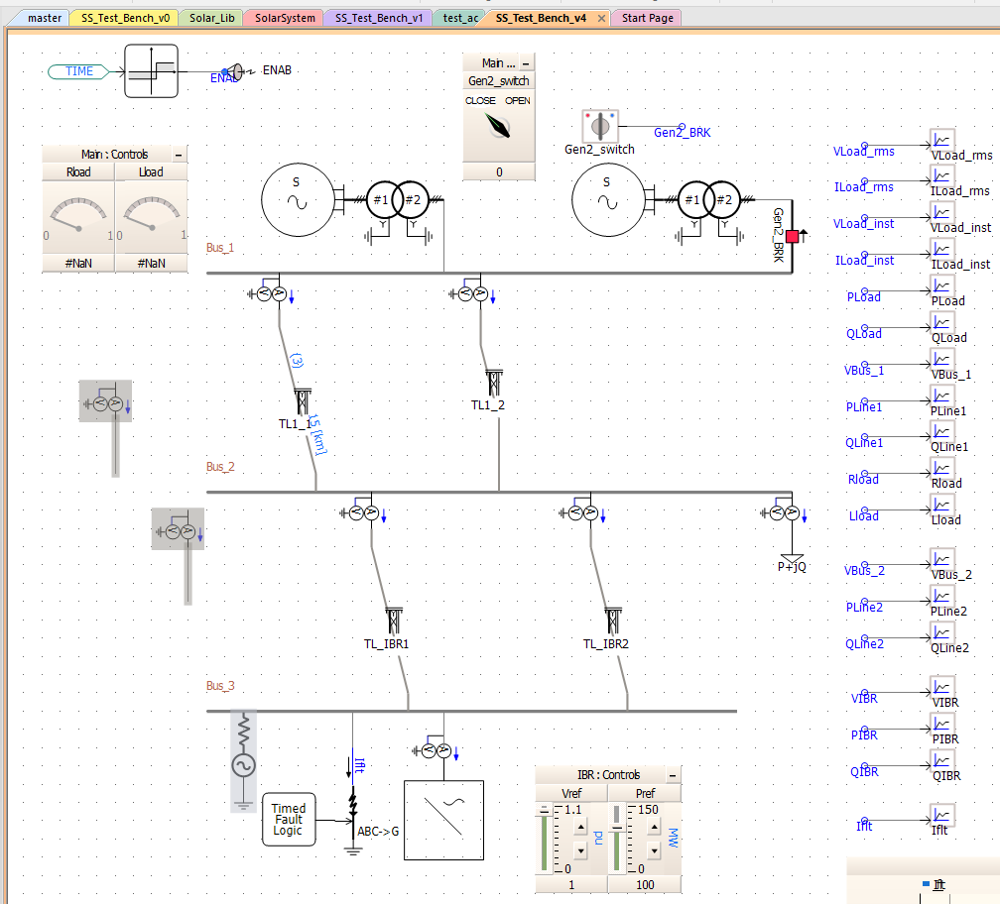 master
SS_Test_Bench_v0
Solar_Lib
SolarSystem
SS_Test_Bench_v1
test_ac
SS_Test_Bench_v4
Start Page
TIME
ENAB
ENAB
Main ...
Gen2_switch
CLOSE OPEN
0
Gen2_switch
Gen2_BRK
Main : Controls
Rload
Lload
0
1
0
1
#NaN
#NaN
S
#1
#2
S
#1
#2
Gen2_BRK
Bus_1
V
A
V
A
(3)
TL1_1
15 [km]
TL1_2
V
A
Bus_2
V
A
V
A
V
A
V
A
P+jQ
TL_IBR1
TL_IBR2
Bus_3
Iflt
V
A
Timed
Fault
Logic
ABC->G
IBR : Controls
Vref
Pref
1.1
pu
0
150
MW
0
1
100
VLoad_rms
VLoad_rms
ILoad_rms
ILoad_rms
VLoad_inst
VLoad_inst
ILoad_inst
ILoad_inst
PLoad
PLoad
QLoad
QLoad
VBus_1
VBus_1
PLine1
PLine1
QLine1
QLine1
Rload
Rload
Lload
Lload
VBus_2
VBus_2
PLine2
PLine2
QLine2
QLine2
VIBR
VIBR
PIBR
PIBR
QIBR
QIBR
Iflt
Iflt